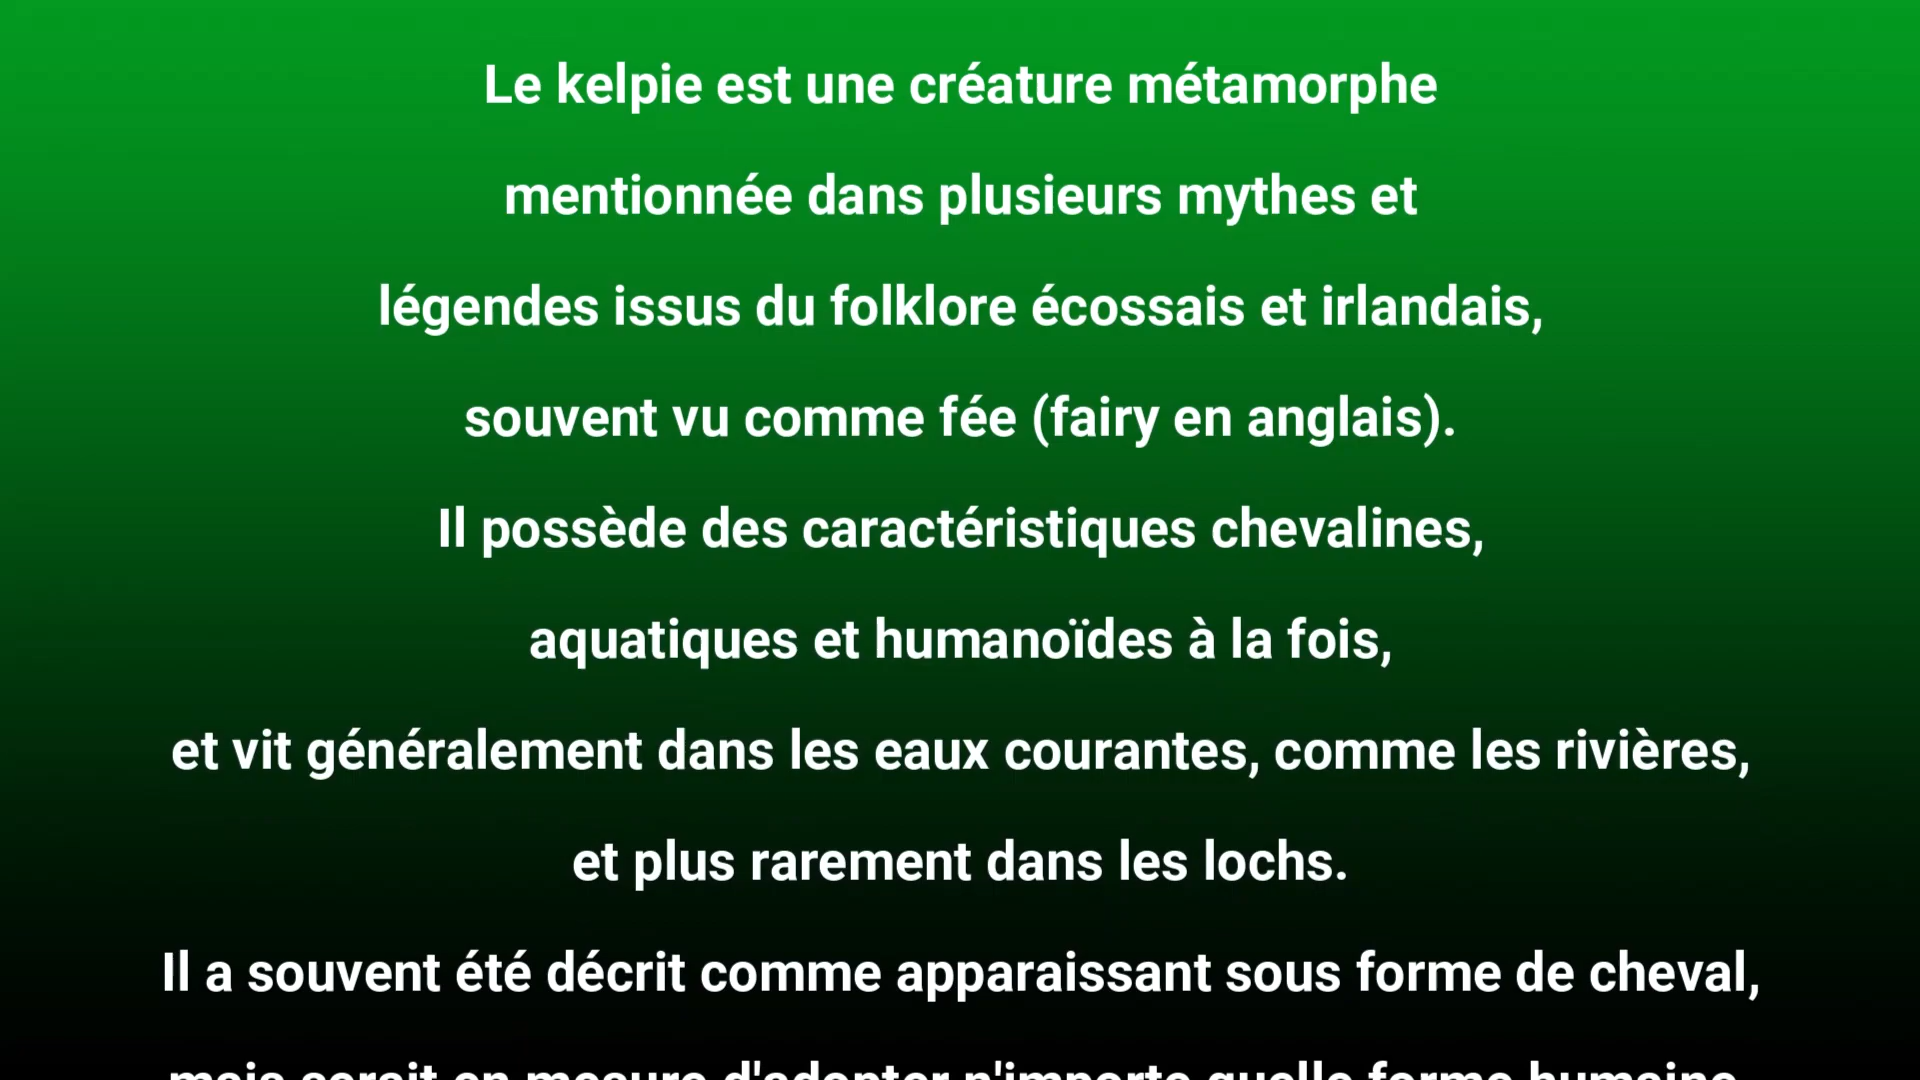 Le kelpie est une créature métamorphe
mentionnée dans plusieurs mythes et
légendes issus du folklore écossais et irlandais,
souvent vu comme fée (fairy en anglais).
Il possède des caractéristiques chevalines,
aquatiques et humanoïdes à la fois,
et vit généralement dans les eaux courantes, comme les rivières,
et plus rarement dans les lochs.
Il a souvent été décrit comme apparaissant sous forme de cheval,
mais serait en mesure d'adopter n'importe quelle forme humaine